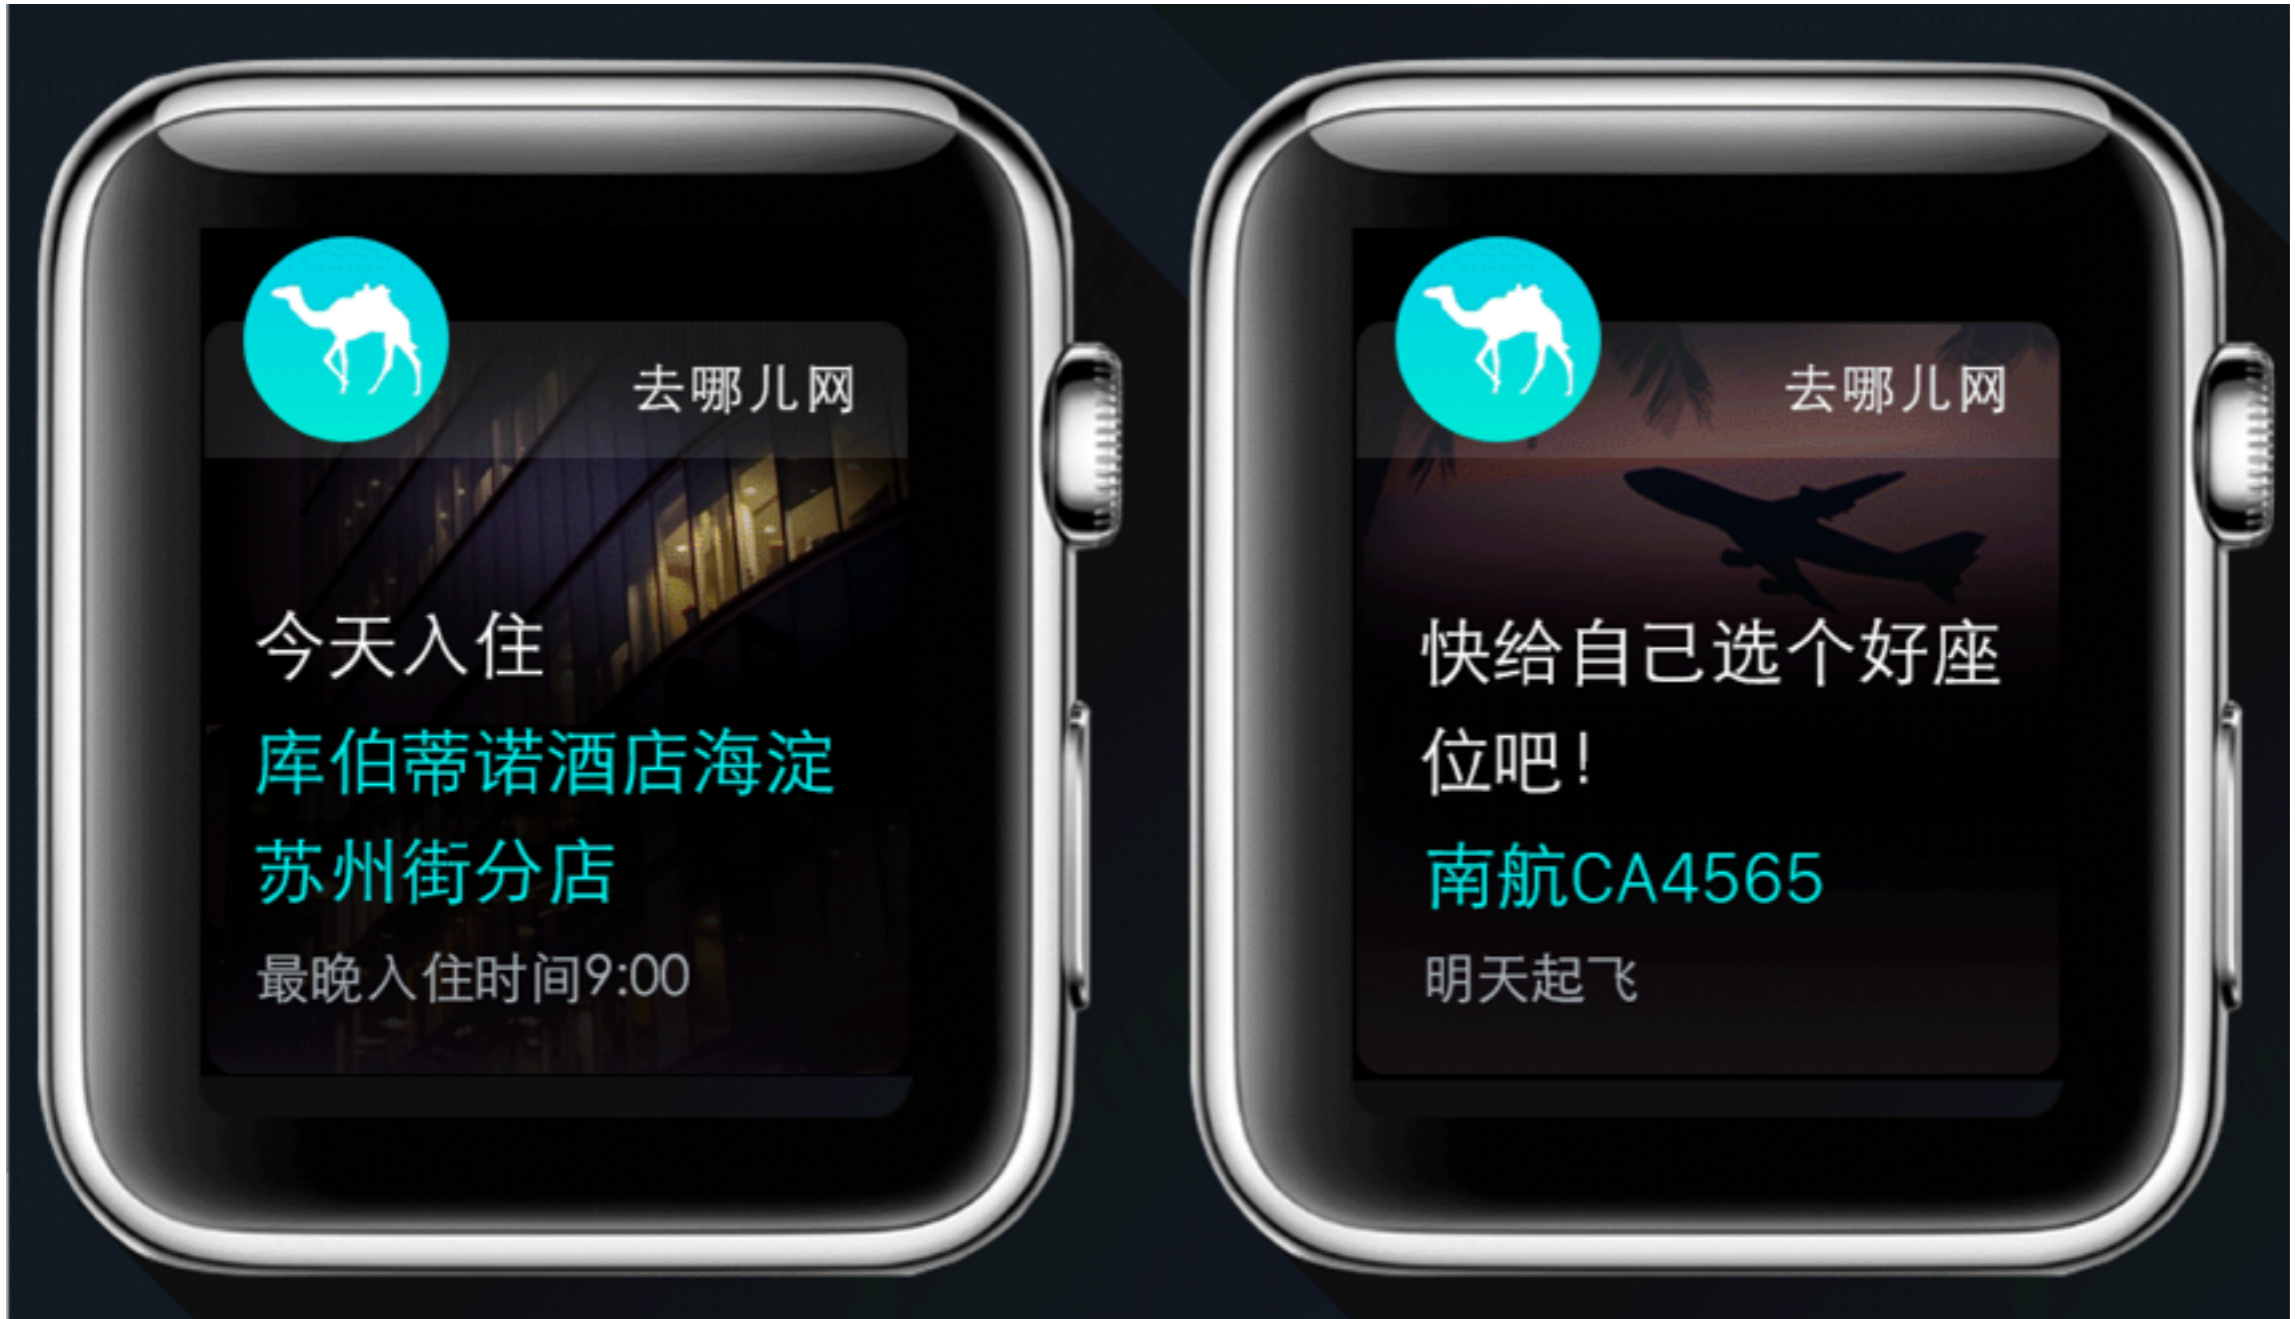 去哪儿网
今天入住
库伯蒂诺酒店海淀
苏州街分店
最晚入住时间9:00
去哪儿网
快给自己选个好座
位吧!
南航CA4565
明天起飞